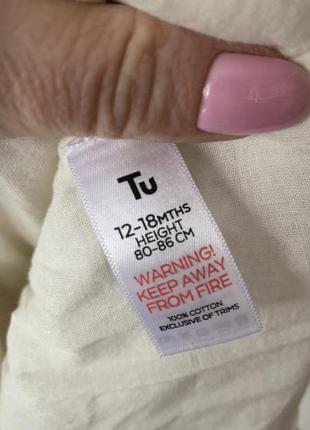 Tu
12-18MTHS
HEIGHT
80-86 CM
WARNING!
KEEP AWAY
FROM FIRE
100% COTTON
EXCLUSIVE OF TRIMS